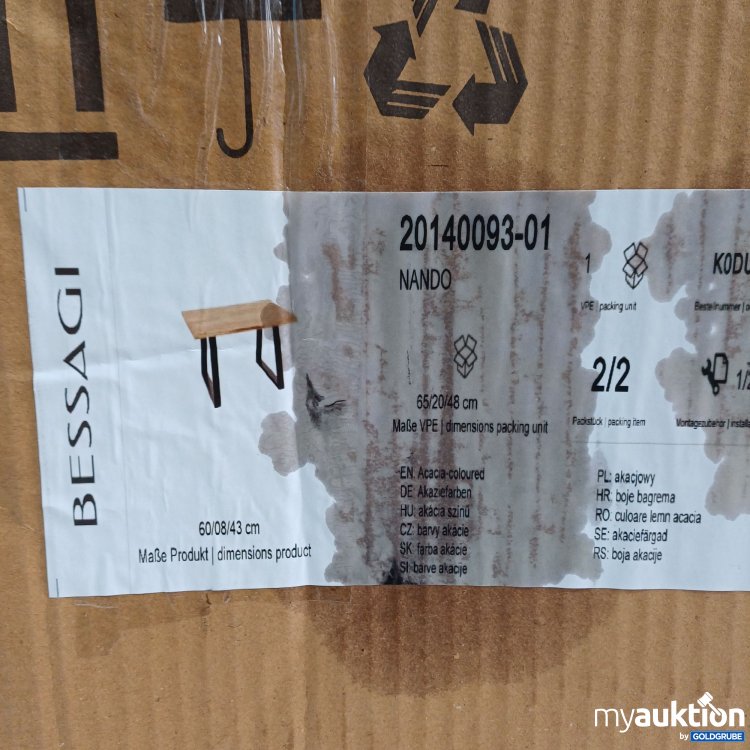 BESSAGI
20140093-01
NANDO
1
VPE | packing unit
K0DU
Bestellnummer |
65/20/48 cm
Maße VPE | dimensions packing unit
2/2
Packstück | packing item
Montagezubehör |
60/08/43 cm
Maße Produkt | dimensions product
EN: Acacia-coloured
DE: Akaziefarben
HU: akácia színű
CZ: barvy akácie
SK: farba akácie
SI: barve akacije
PL: akacjowy
HR: boje bagrema
RO: culoare lemn acacia
SE: akaciefärgad
RS: boja akacije
myauktion
by GOLDGRUBE